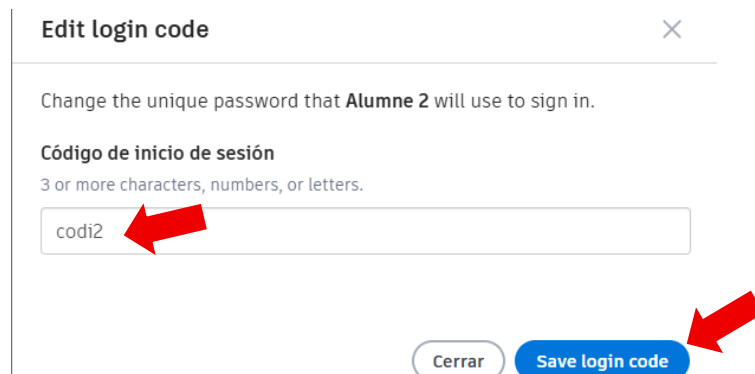 Edit login code
Change the unique password that Alumne 2 will use to sign in.
Código de inicio de sesión
3 or more characters, numbers, or letters.
codi2
Cerrar Save login code